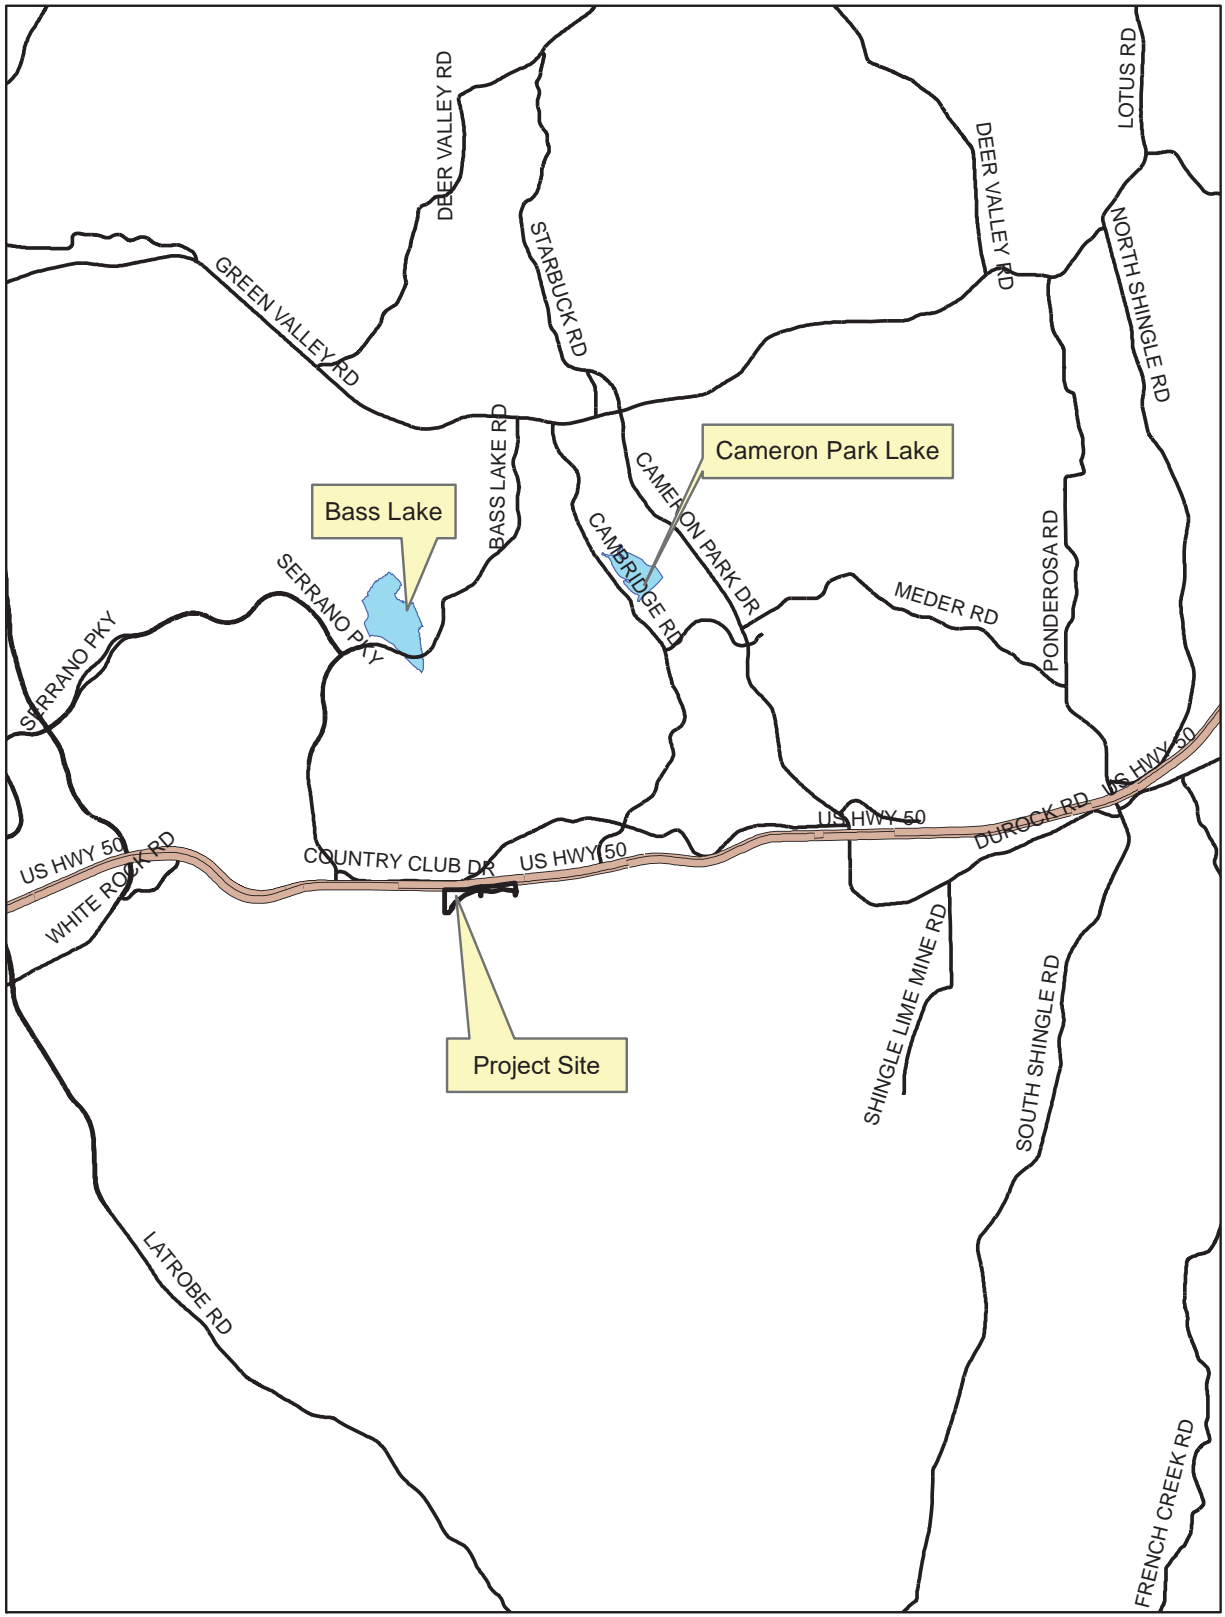 DEER VALLEY RD
LOTUS RD
DEER VALLEY RD
STARBUCK RD
NORTH SHINGLE RD
GREEN VALLEY RD
BASS LAKE RD
Cameron Park Lake
CAMERON PARK DR
Bass Lake
CAMBRIDGE RD
PONDEROSA RD
SERRANO PKY
MEDER RD
SERRANO PKY
US HWY 50
US HWY 50
DUROCK RD
US HWY 50
WHITE ROCK RD
COUNTRY CLUB DR
US HWY 50
SHINGLE LIME MINE RD
SOUTH SHINGLE RD
Project Site
LATROBE RD
FRENCH CREEK RD